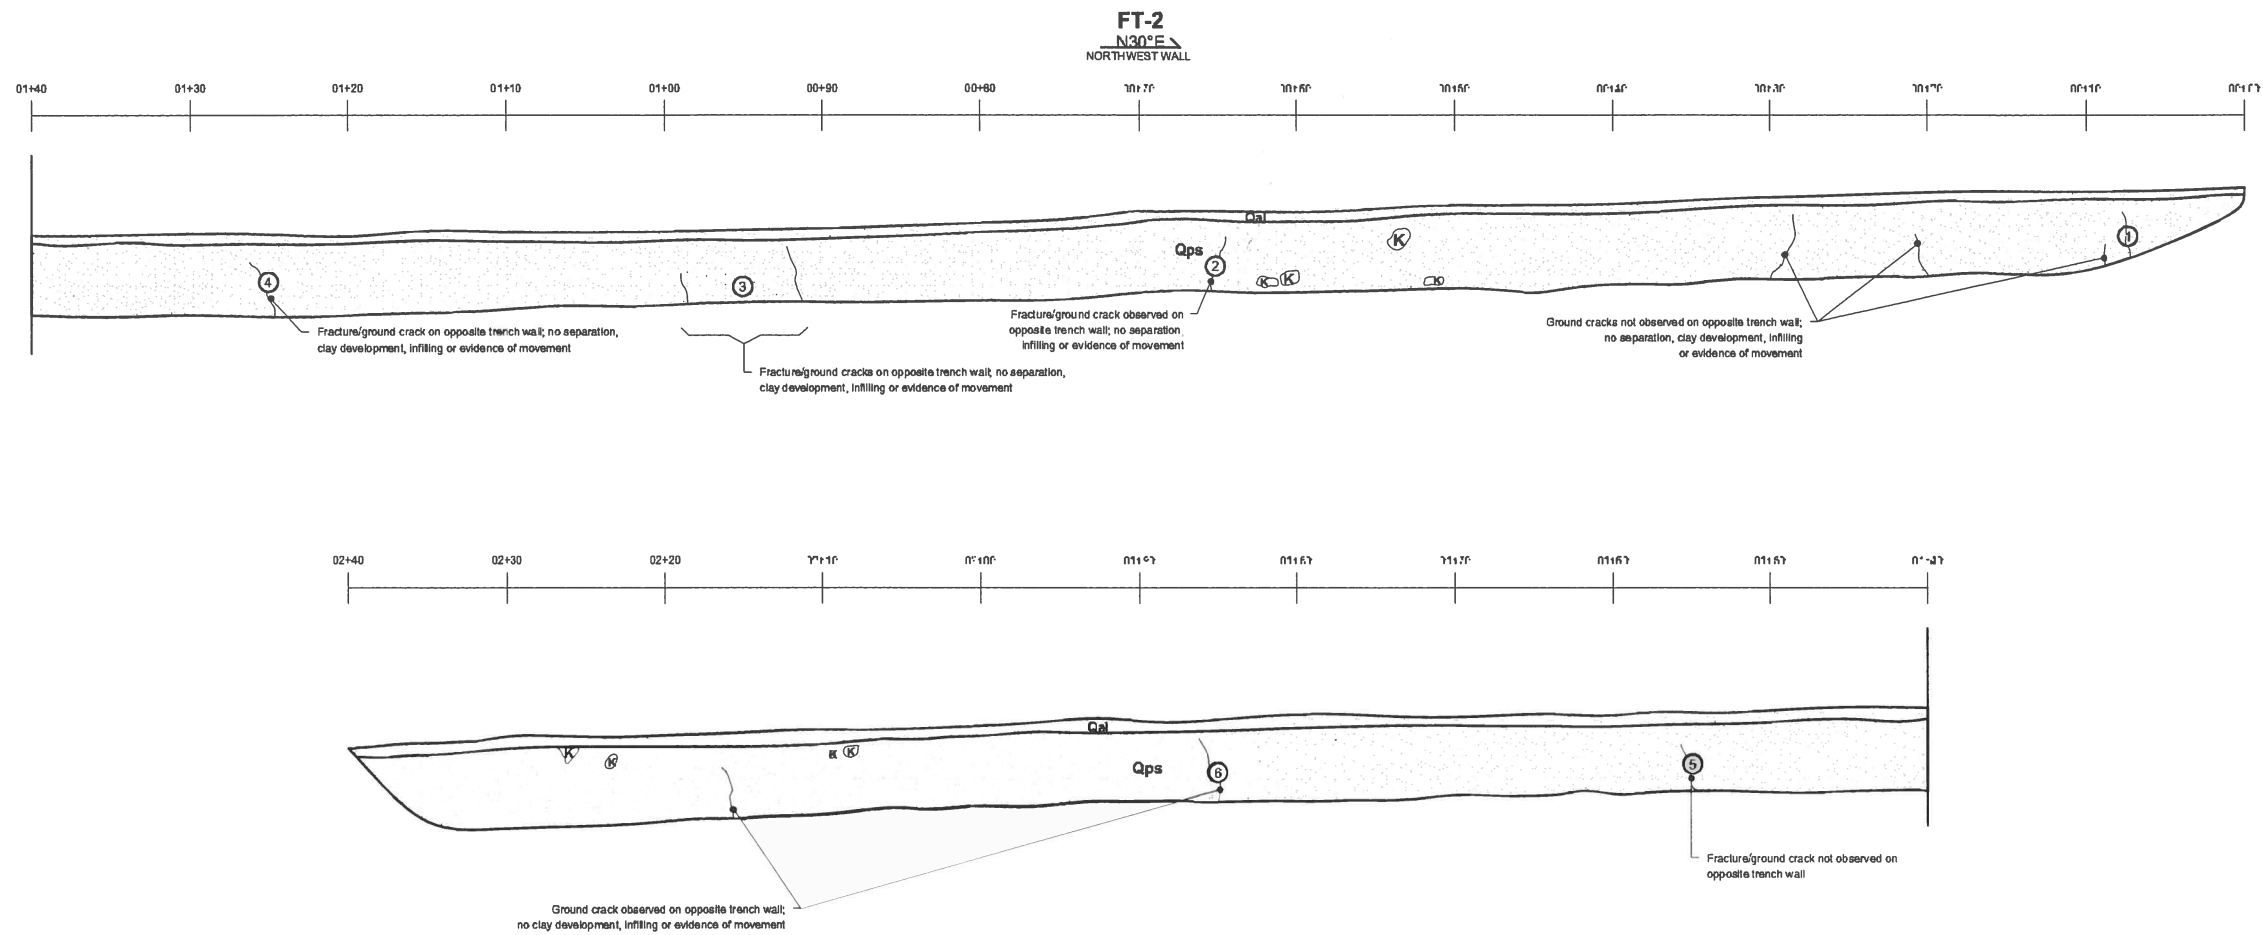 FT-2
N30°E
NORTHWEST WALL
01+40 01+30 01+20 01+10 01+00 00+90 00+80
Qal
K
Qps
1
2
K K K
4
3
Fracture/ground crack on opposite trench wall; no separation,
clay development, infilling or evidence of movement
Fracture/ground crack observed on
opposite trench wall; no separation
infilling or evidence of movement
Ground cracks not observed on opposite trench wall;
no separation, clay development, infilling
or evidence of movement
Fracture/ground cracks on opposite trench wall; no separation,
clay development, infilling or evidence of movement
02+40 02+30 02+20
Qal
K K K K
Qps
6
5
Fracture/ground crack not observed on
opposite trench wall
Ground crack observed on opposite trench wall;
no clay development, infilling or evidence of movement